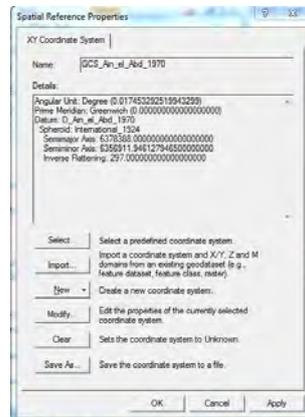 Spatial Reference Properties
XY Coordinate System
Name: GCS_Ain_el_Abd_1970
Details:
Angular Unit: Degree (0.017453292519943299)
Prime Meridian: Greenwich (0.000000000000000000)
Datum: D_Ain_el_Abd_1970
Spheroid: International_1924
Semimajor Axis: 6378388.000000000000000000
Semiminor Axis: 6356911.946127946500000000
Inverse Flattening: 297.000000000000000000
Select Select a predefined coordinate system.
Import... Import a coordinate system and X/Y, Z and M
domains from an existing geodataset (e.g.,
feature dataset, feature class, raster).
New Create a new coordinate system.
Modify... Edit the properties of the currently selected
coordinate system.
Clear Sets the coordinate system to Unknown.
Save As... Save the coordinate system to a file.
OK Cancel Apply